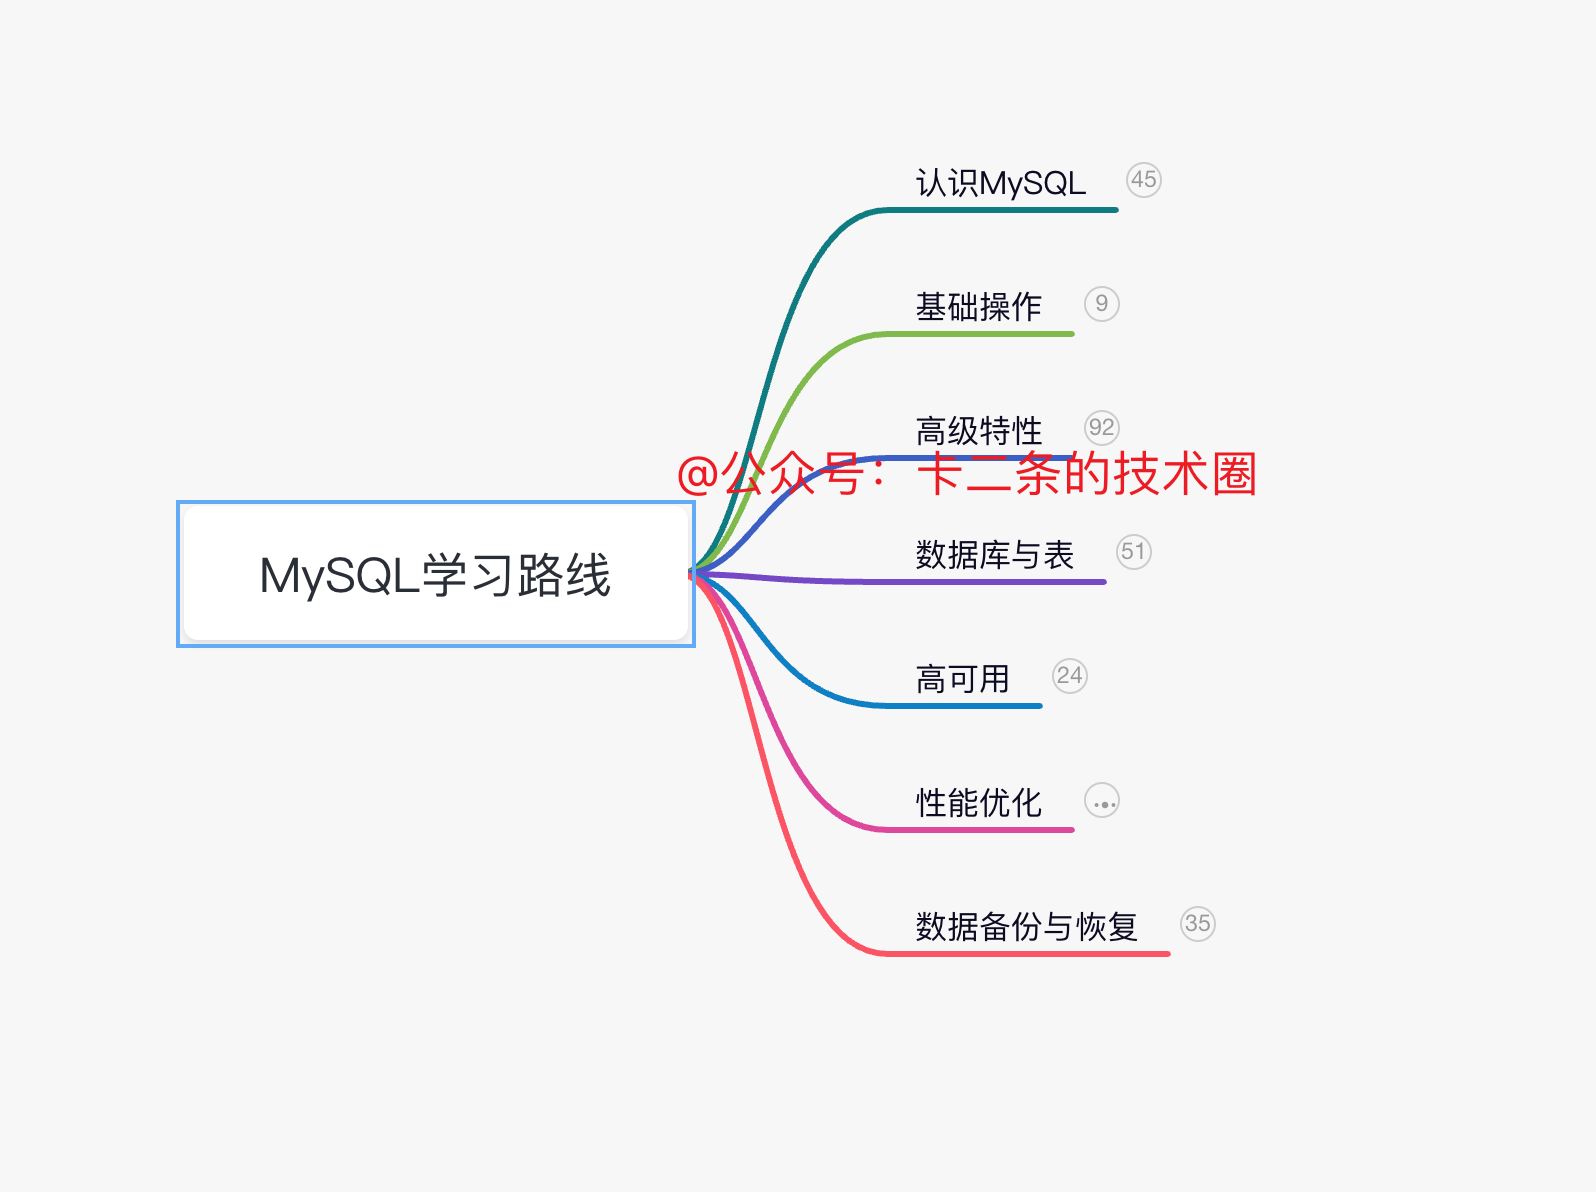 认识MySQL 45
基础操作 9
高级特性 92
@公众号：卡二条的技术圈
数据库与表 51
MySQL学习路线
高可用 24
性能优化 ...
数据备份与恢复 35